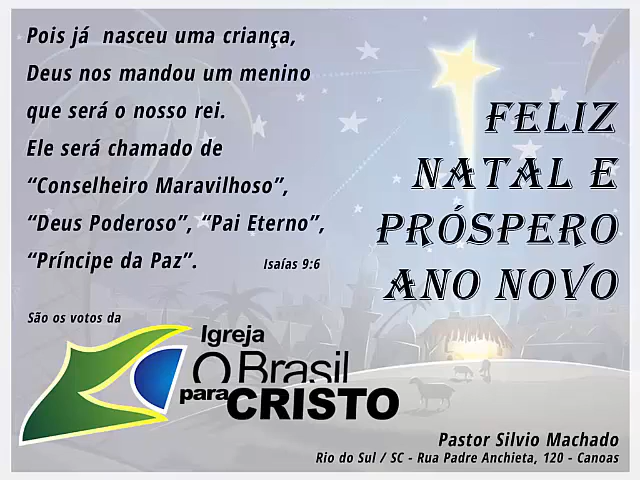 Pois já nasceu uma criança,
Deus nos mandou um menino
que será o nosso rei.
Ele será chamado de
“Conselheiro Maravilhoso”,
“Deus Poderoso”, “Pai Eterno”,
“Príncipe da Paz”.
Isaías 9:6
FELIZ
NATAL E
PRÓSPERO
ANO NOVO
São os votos da
Igreja
O Brasil
para CRISTO
Pastor Silvio Machado
Rio do Sul / SC - Rua Padre Anchieta, 120 - Canoas